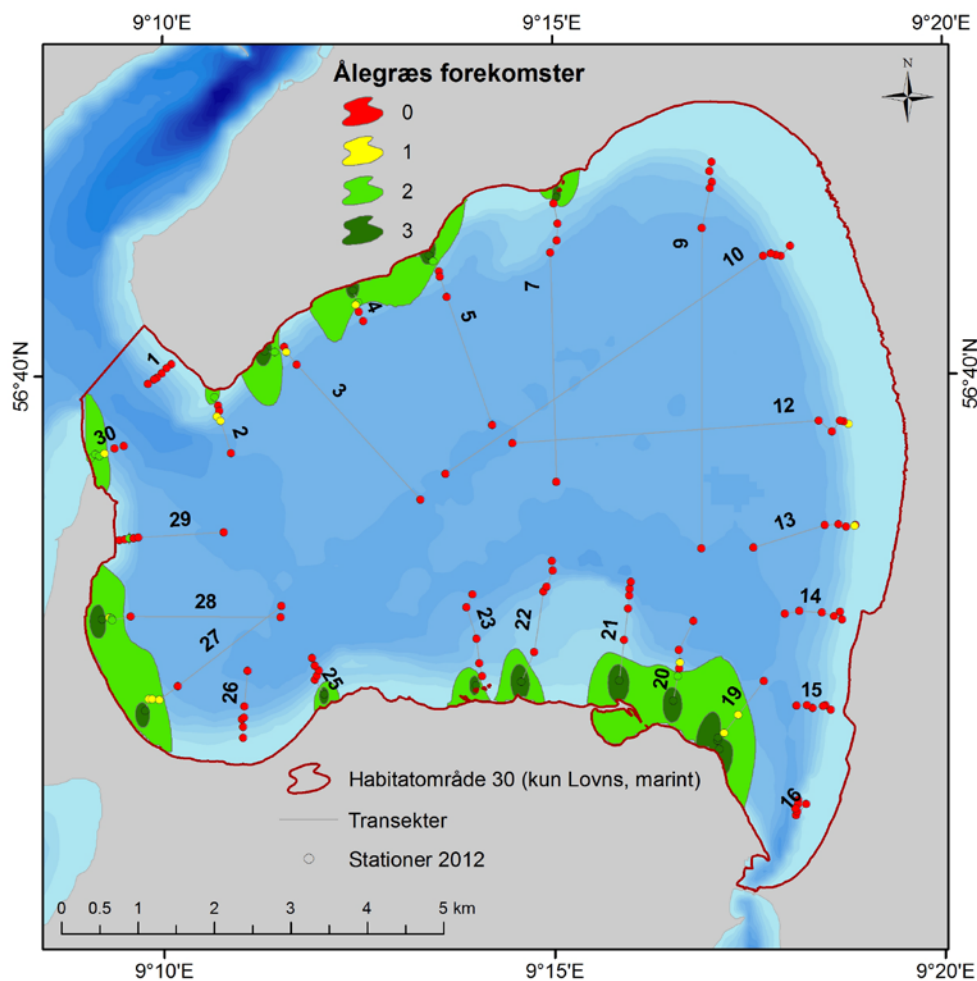 9°10'E 9°15'E 9°20'E
N
Ålegræs forekomster
0
1
2
3
9
10
7
4
5
56°40'N
56°40'N
1
3
2
12
30
29
13
28
14
27
23
22
21
20
26
25
19
15
16
Habitatområde 30 (kun Lovns, marint)
Transekter
Stationer 2012
0 0.5 1 2 3 4 5 km
9°10'E 9°15'E 9°20'E